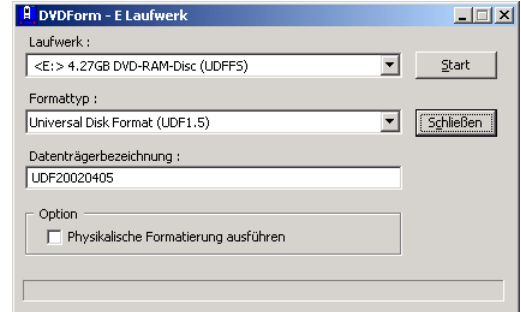 DVDForm - E Laufwerk
Laufwerk :
<E:> 4.27GB DVD-RAM-Disc (UDFFS)
Start
Formattyp :
Universal Disk Format (UDF1.5)
Schließen
Datenträgerbezeichnung :
UDF20020405
Option
Physikalische Formatierung ausführen